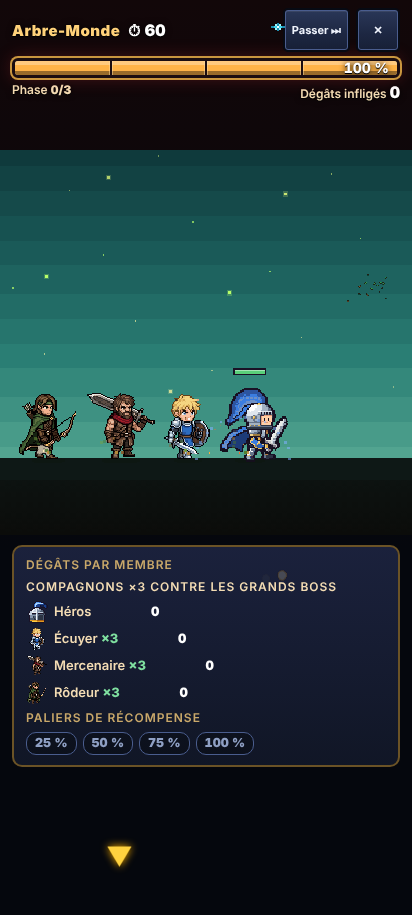 Arbre-Monde ⏱ 60 Passer ⏭ ✕
100 %
Phase 0/3 Dégâts infligés 0
DÉGÂTS PAR MEMBRE
COMPAGNONS ×3 CONTRE LES GRANDS BOSS
Héros 0
Écuyer ×3 0
Mercenaire ×3 0
Rôdeur ×3 0
PALIERS DE RÉCOMPENSE
25 % 50 % 75 % 100 %